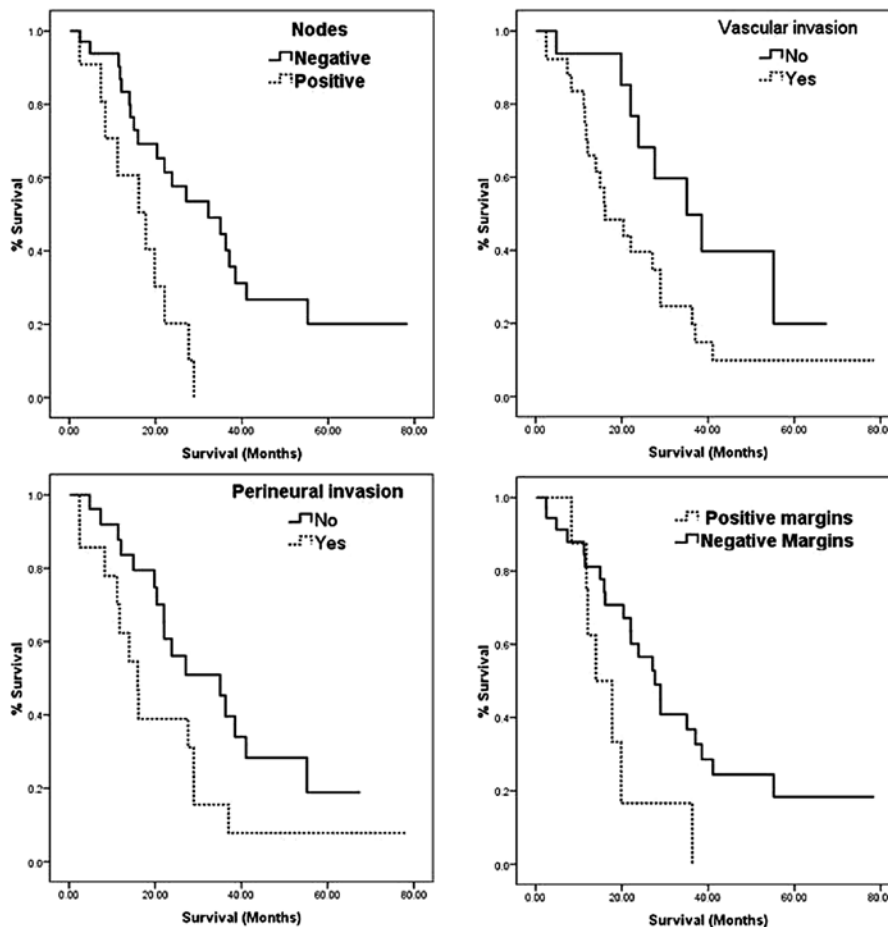 Nodes
Negative
Positive
% Survival
1.0
0.8
0.6
0.4
0.2
0.0
0.00 20.00 40.00 60.00 80.00
Survival (Months)
Vascular invasion
No
Yes
% Survival
1.0
0.8
0.6
0.4
0.2
0.0
0.00 20.00 40.00 60.00 80.00
Survival (Months)
Perineural invasion
No
Yes
% Survival
1.0
0.8
0.6
0.4
0.2
0.0
0.00 20.00 40.00 60.00 80.00
Survival (Months)
Positive margins
Negative Margins
% Survival
1.0
0.8
0.6
0.4
0.2
0.0
0.00 20.00 40.00 60.00 80.00
Survival (Months)